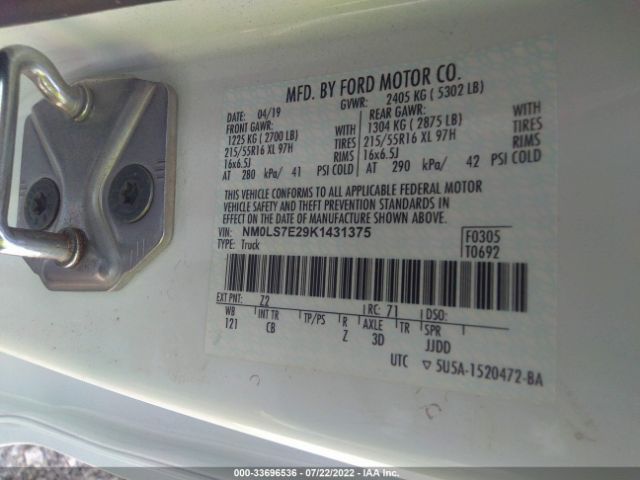 MFD. BY FORD MOTOR CO.
DATE: 04/19 GVWR: 2405 KG ( 5302 LB)
FRONT GAWR: REAR GAWR:
1225 KG ( 2700 LB) WITH 1304 KG ( 2875 LB) WITH
215/55R16 XL 97H TIRES 215/55R16 XL 97H TIRES
16x6.5J RIMS 16x6.5J RIMS
AT 280 kPa/ 41 PSI COLD AT 290 kPa/ 42 PSI COLD
THIS VEHICLE CONFORMS TO ALL APPLICABLE FEDERAL MOTOR
VEHICLE SAFETY AND THEFT PREVENTION STANDARDS IN
EFFECT ON THE DATE OF MANUFACTURE SHOWN ABOVE.
VIN: NM0LS7E29K1431375 F0305
TYPE: Truck T0692
EXT PNT: Z2 RC: 71 DSO:
WB INT TR TP/PS R AXLE TR SPR
121 CB Z 3D JJDD
UTC ▽ 5U5A-1520472-BA
000-33696536 - 07/22/2022 - IAA Inc.